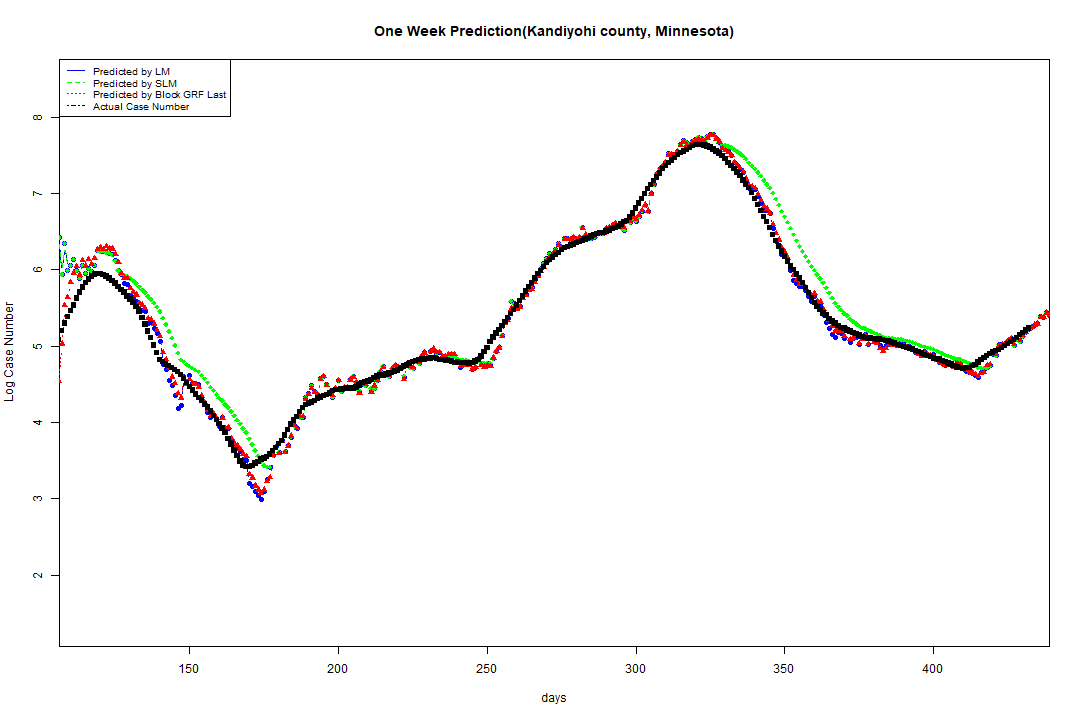 One Week Prediction(Kandiyohi county, Minnesota)
Predicted by LM
Predicted by SLM
Predicted by Block GRF Last
Actual Case Number
Log Case Number
8
7
6
5
4
3
2
150 200 250 300 350 400
days